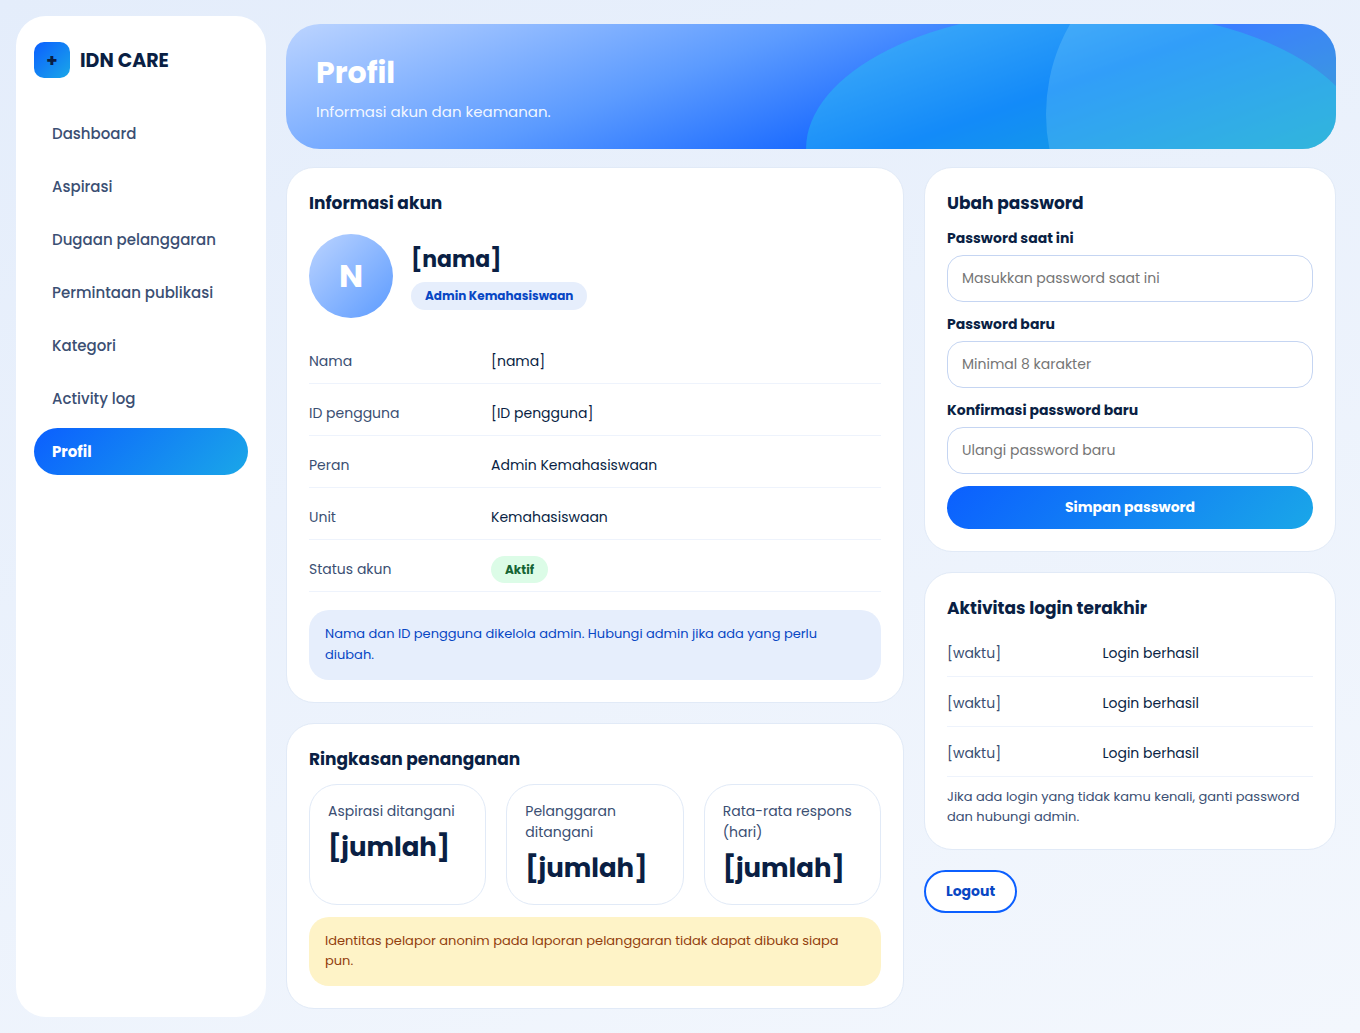 + IDN CARE
Dashboard
Aspirasi
Dugaan pelanggaran
Permintaan publikasi
Kategori
Activity log
Profil
Profil
Informasi akun dan keamanan.
Informasi akun
N
[nama]
Admin Kemahasiswaan
Nama [nama]
ID pengguna [ID pengguna]
Peran Admin Kemahasiswaan
Unit Kemahasiswaan
Status akun Aktif
Nama dan ID pengguna dikelola admin. Hubungi admin jika ada yang perlu
diubah.
Ringkasan penanganan
Aspirasi ditangani
[jumlah]
Pelanggaran
ditangani
[jumlah]
Rata-rata respons
(hari)
[jumlah]
Identitas pelapor anonim pada laporan pelanggaran tidak dapat dibuka siapa
pun.
Ubah password
Password saat ini
Masukkan password saat ini
Password baru
Minimal 8 karakter
Konfirmasi password baru
Ulangi password baru
Simpan password
Aktivitas login terakhir
[waktu] Login berhasil
[waktu] Login berhasil
[waktu] Login berhasil
Jika ada login yang tidak kamu kenali, ganti password
dan hubungi admin.
Logout